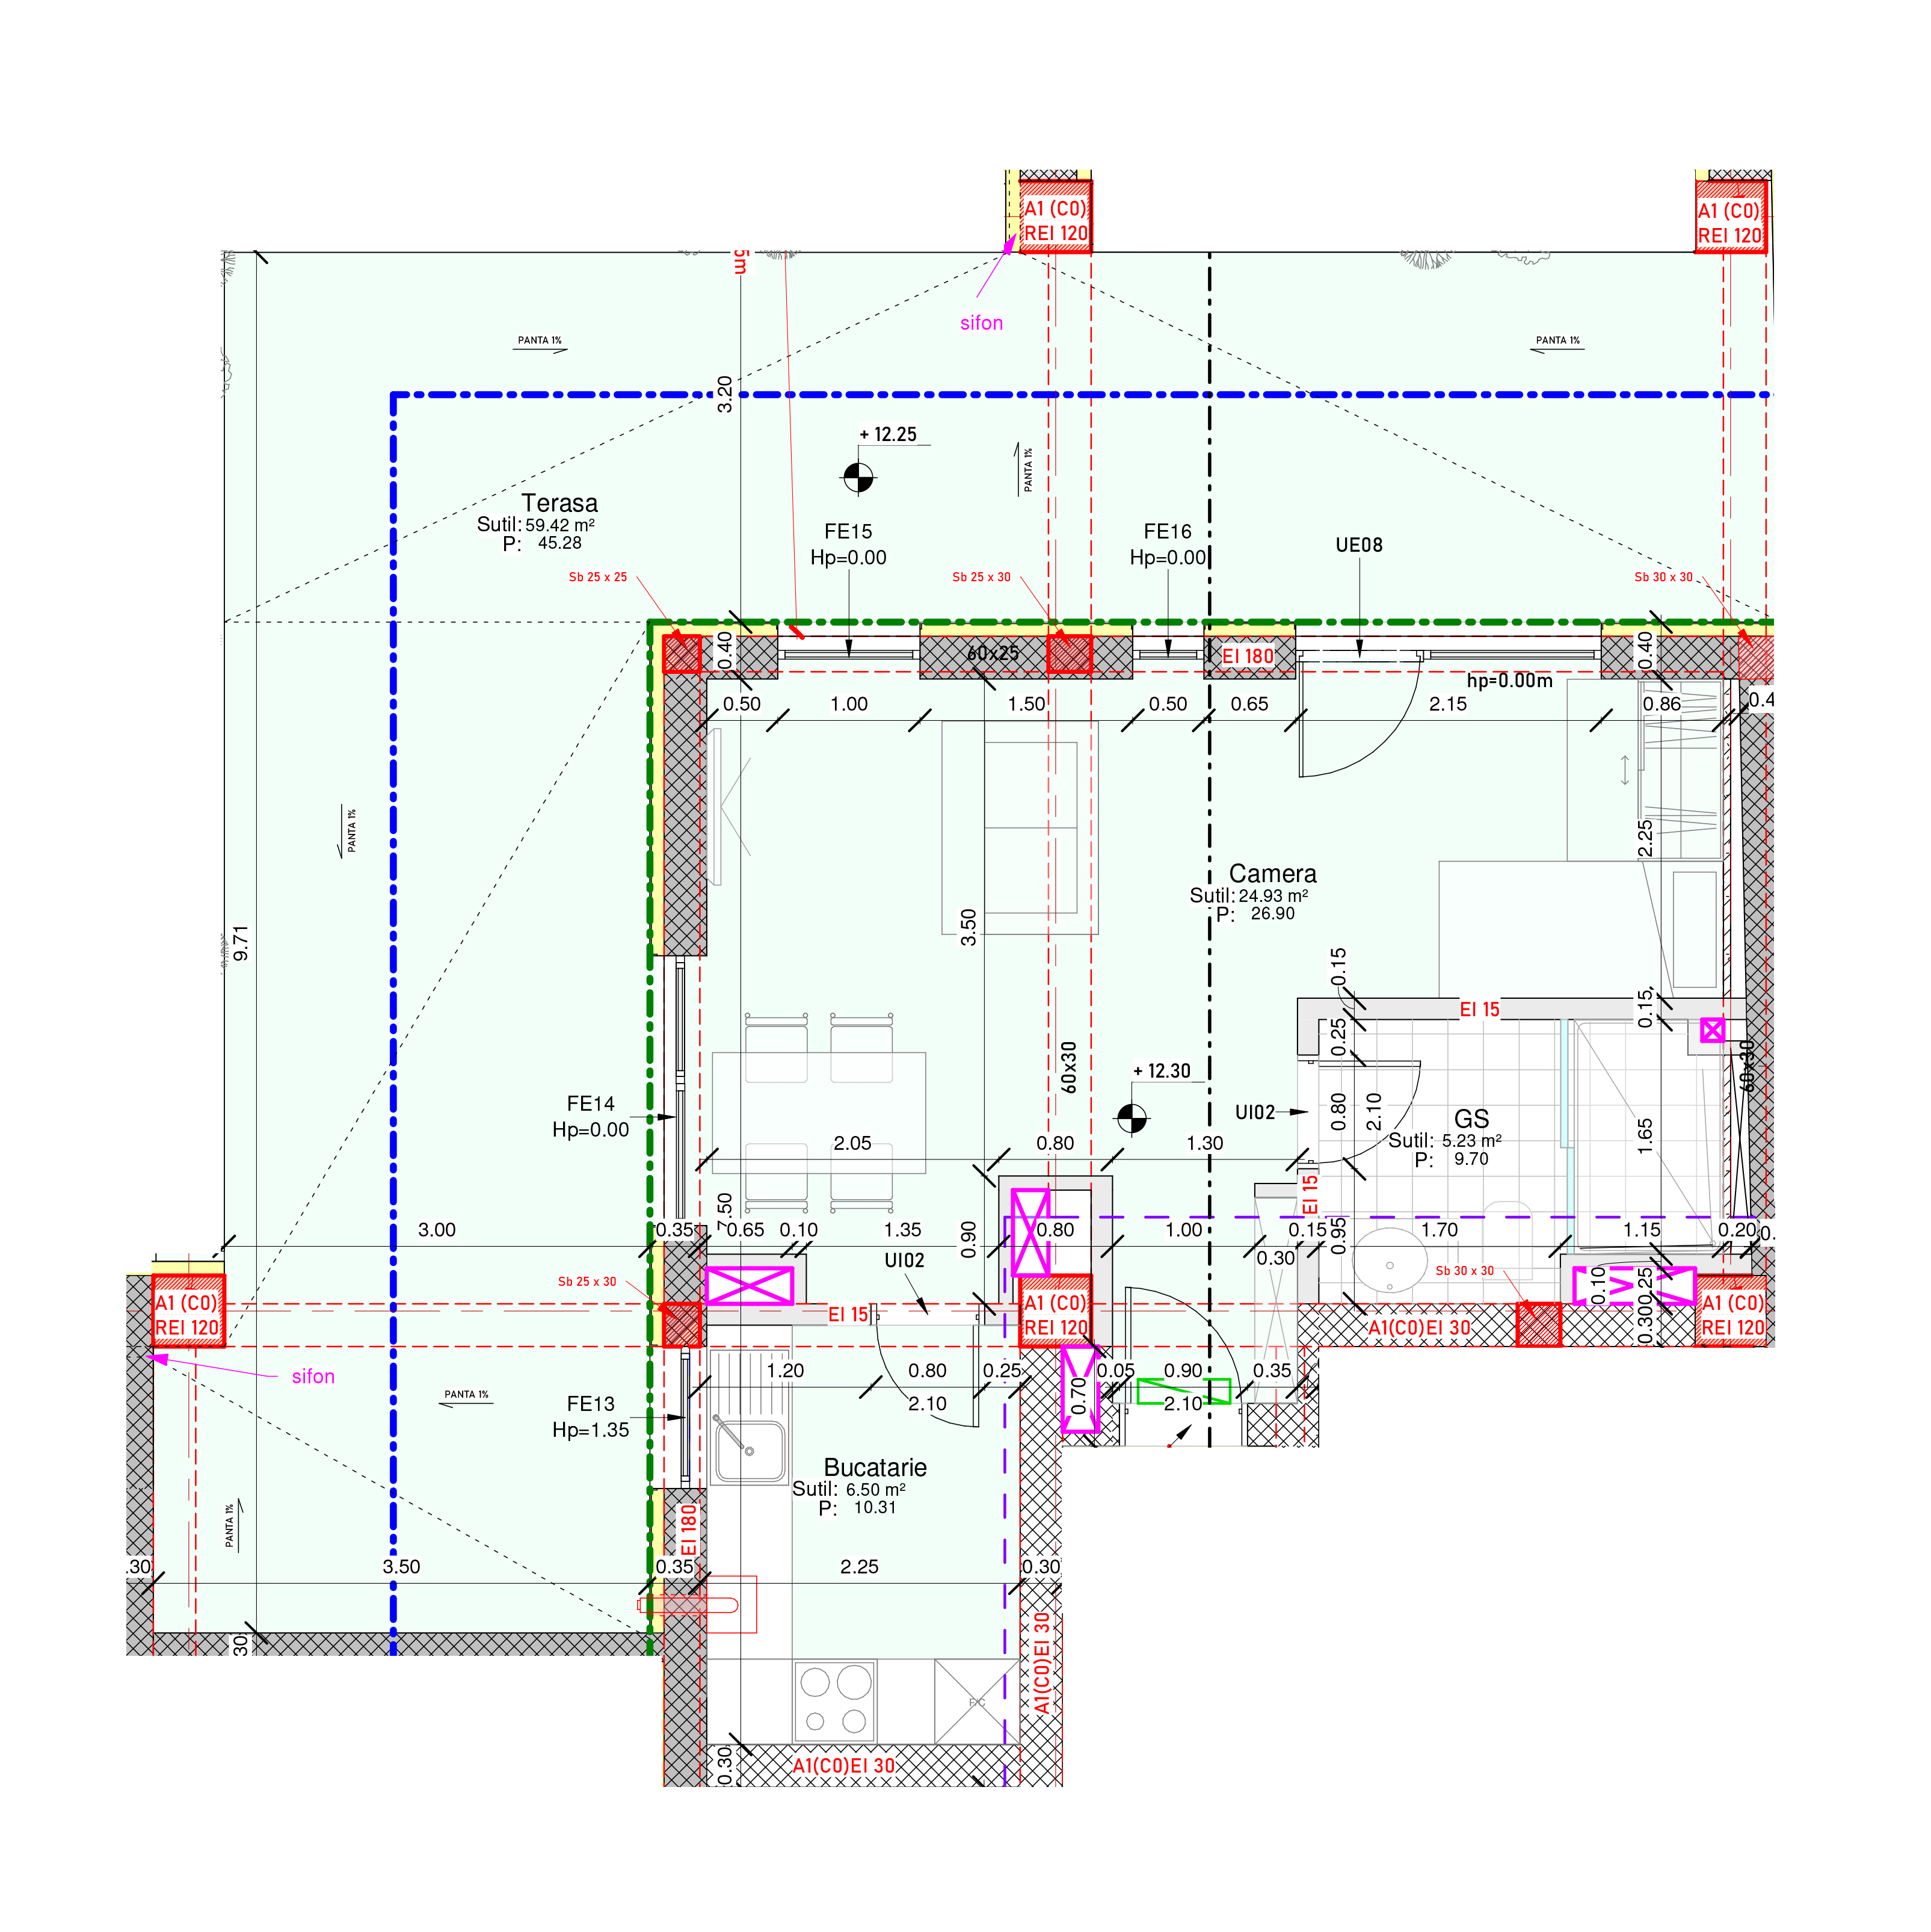 A1 (C0)
REI 120
A1 (C0)
REI 120
5m
sifon
PANTA 1%
PANTA 1%
3.20
+ 12.25
PANTA 1%
Terasa
Sutil: 59.42 m²
P: 45.28
FE15
Hp=0.00
FE16
Hp=0.00
UE08
Sb 25 x 25
Sb 25 x 30
Sb 30 x 30
0.40
60x25
EI 180
0.40
hp=0.00m
0.50
1.00
1.50
0.50
0.65
2.15
0.86
0.4
PANTA 1%
2.25
Camera
Sutil: 24.93 m²
P: 26.90
9.71
3.50
0.15
EI 15
0.15
0.25
60x30
60x30
+ 12.30
FE14
Hp=0.00
UI02
0.80
2.10
GS
Sutil: 5.23 m²
P: 9.70
1.65
2.05
0.80
1.30
EI 15
7.50
3.00
0.35
0.65
0.10
1.35
0.90
0.80
1.00
0.15
0.95
1.70
1.15
0.20
0.
UI02
0.30
Sb 25 x 30
Sb 30 x 30
0.10
0.25
A1 (C0)
REI 120
EI 15
A1 (C0)
REI 120
A1(C0)EI 30
0.30
A1 (C0)
REI 120
sifon
PANTA 1%
FE13
Hp=1.35
1.20
0.80
2.10
0.25
0.70
0.05
0.90
2.10
0.35
Bucatarie
Sutil: 6.50 m²
P: 10.31
PANTA 1%
EI 180
.30
3.50
0.35
2.25
0.30
30
A1(C0)EI 30
F/C
0.30
A1(C0)EI 30